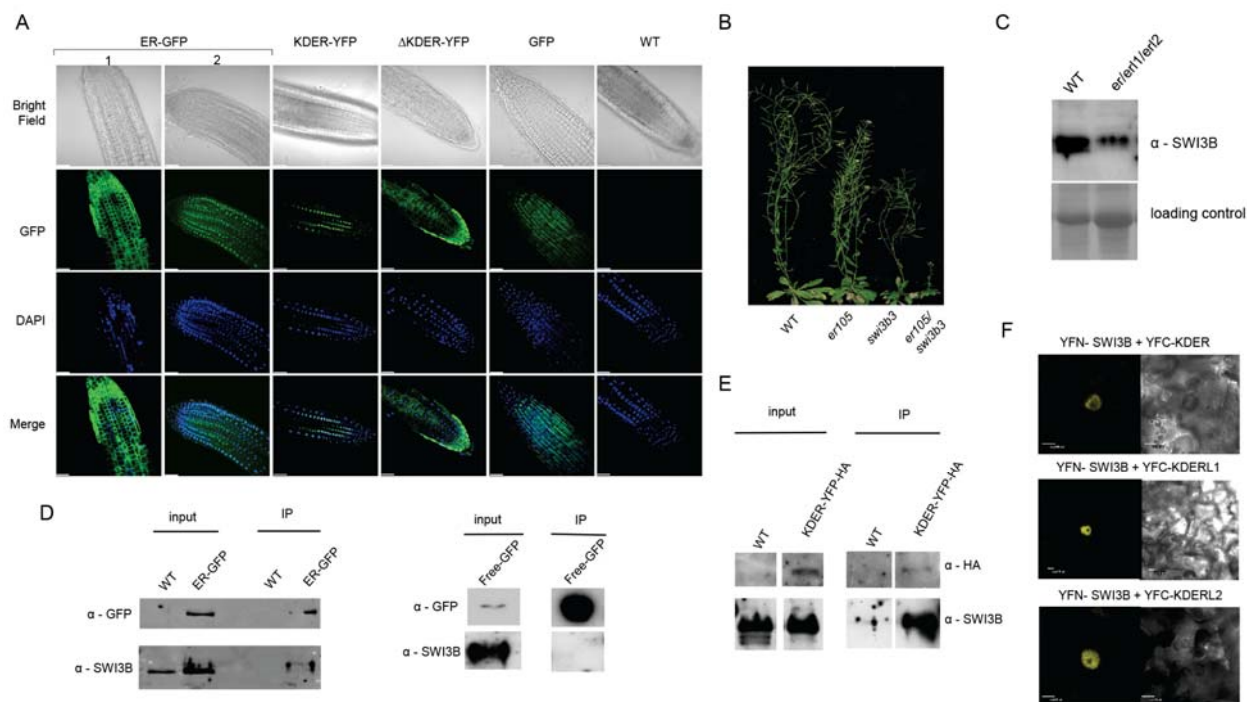 A
ER-GFP
KDER-YFP
ΔKDER-YFP
GFP
WT
1
2
Bright
Field
GFP
DAPI
Merge
B
WT
er105
swi3b3
er105/
swi3b3
C
WT
er/erl1/erl2
α - SWI3B
loading control
D
input
IP
WT
ER-GFP
WT
ER-GFP
α - GFP
α - SWI3B
input
IP
Free-GFP
Free-GFP
α - GFP
α - SWI3B
E
input
IP
WT
KDER-YFP-HA
WT
KDER-YFP-HA
α - HA
α - SWI3B
F
YFN- SWI3B + YFC-KDER
YFN- SWI3B + YFC-KDERL1
YFN- SWI3B + YFC-KDERL2